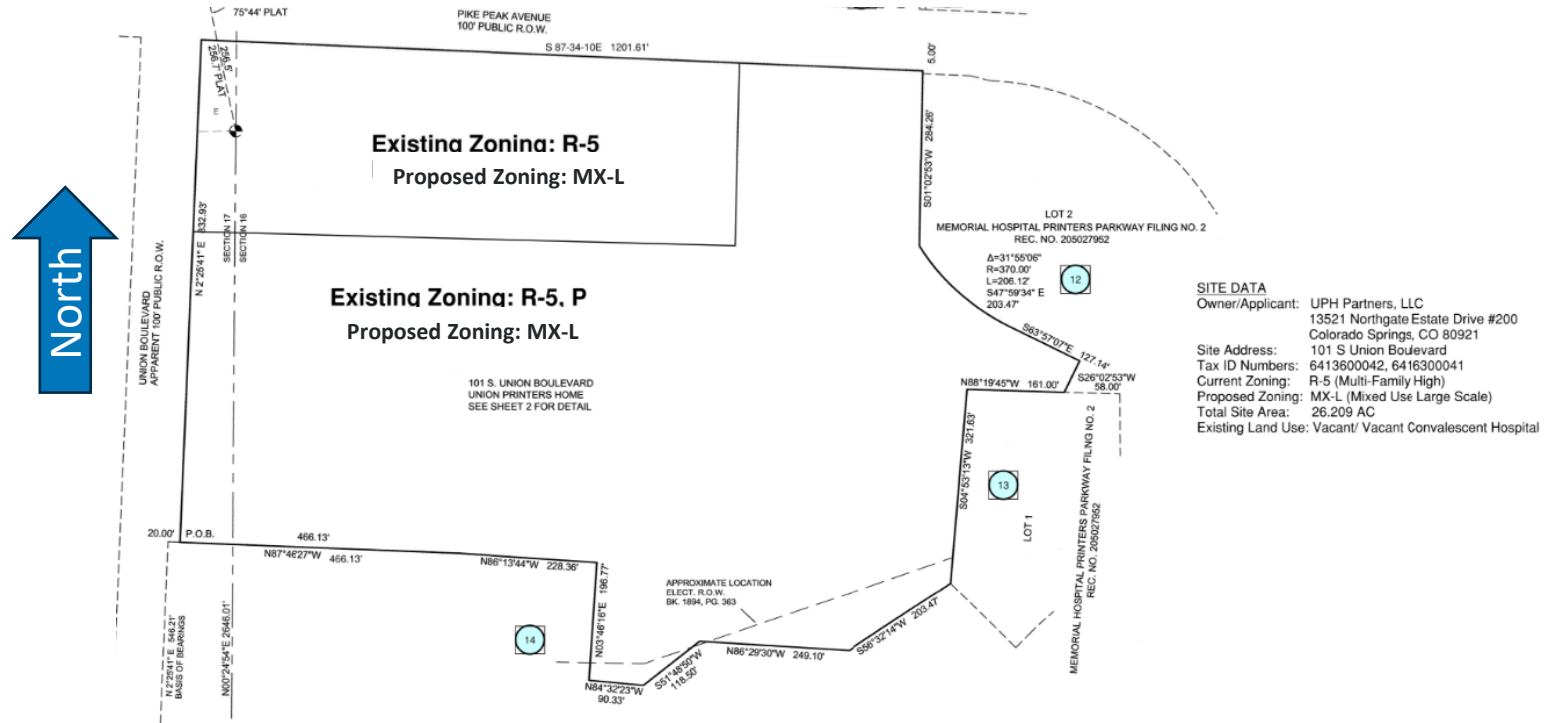 75°44' PLAT
PIKE PEAK AVENUE
100' PUBLIC R.O.W.
S 87-34-10E 1201.61'
5.00'
256.5
256.7' PLAT
E
Existing Zoning: R-5
Proposed Zoning: MX-L
S01°02'53"W 284.26'
North
UNION BOULEVARD
APPARENT 100' PUBLIC R.O.W.
N 2°25'41" E 832.93'
SECTION 17
SECTION 16
LOT 2
MEMORIAL HOSPITAL PRINTERS PARKWAY FILING NO. 2
REC. NO. 205027952
Δ=31°55'06"
R=370.00'
L=206.12'
S47°59'34" E
203.47'
12
Existing Zoning: R-5, P
Proposed Zoning: MX-L
101 S. UNION BOULEVARD
UNION PRINTERS HOME
SEE SHEET 2 FOR DETAIL
S63°57'07"E 127.14'
N88°19'45"W 161.00'
S26°02'53"W
58.00'
SITE DATA
Owner/Applicant: UPH Partners, LLC
13521 Northgate Estate Drive #200
Colorado Springs, CO 80921
Site Address: 101 S Union Boulevard
Tax ID Numbers: 6413600042, 6416300041
Current Zoning: R-5 (Multi-Family High)
Proposed Zoning: MX-L (Mixed Use Large Scale)
Total Site Area: 26.209 AC
Existing Land Use: Vacant/ Vacant Convalescent Hospital
S04°53'13"W 321.63'
13
LOT 1
MEMORIAL HOSPITAL PRINTERS PARKWAY FILING NO. 2
REC. NO. 205027952
20.00'
P.O.B.
466.13'
N87°46'27"W 466.13'
N86°13'44"W 228.36'
N03°46'16"E 196.77'
APPROXIMATE LOCATION
ELECT. R.O.W.
BK. 1894, PG. 363
14
N84°32'23"W
90.33'
S51°48'50"W
118.50'
N86°29'30"W 249.10'
S56°32'14"W 203.47'
N 2°25'41" E 546.21'
BASIS OF BEARINGS
N00°24'54"E 2646.01'